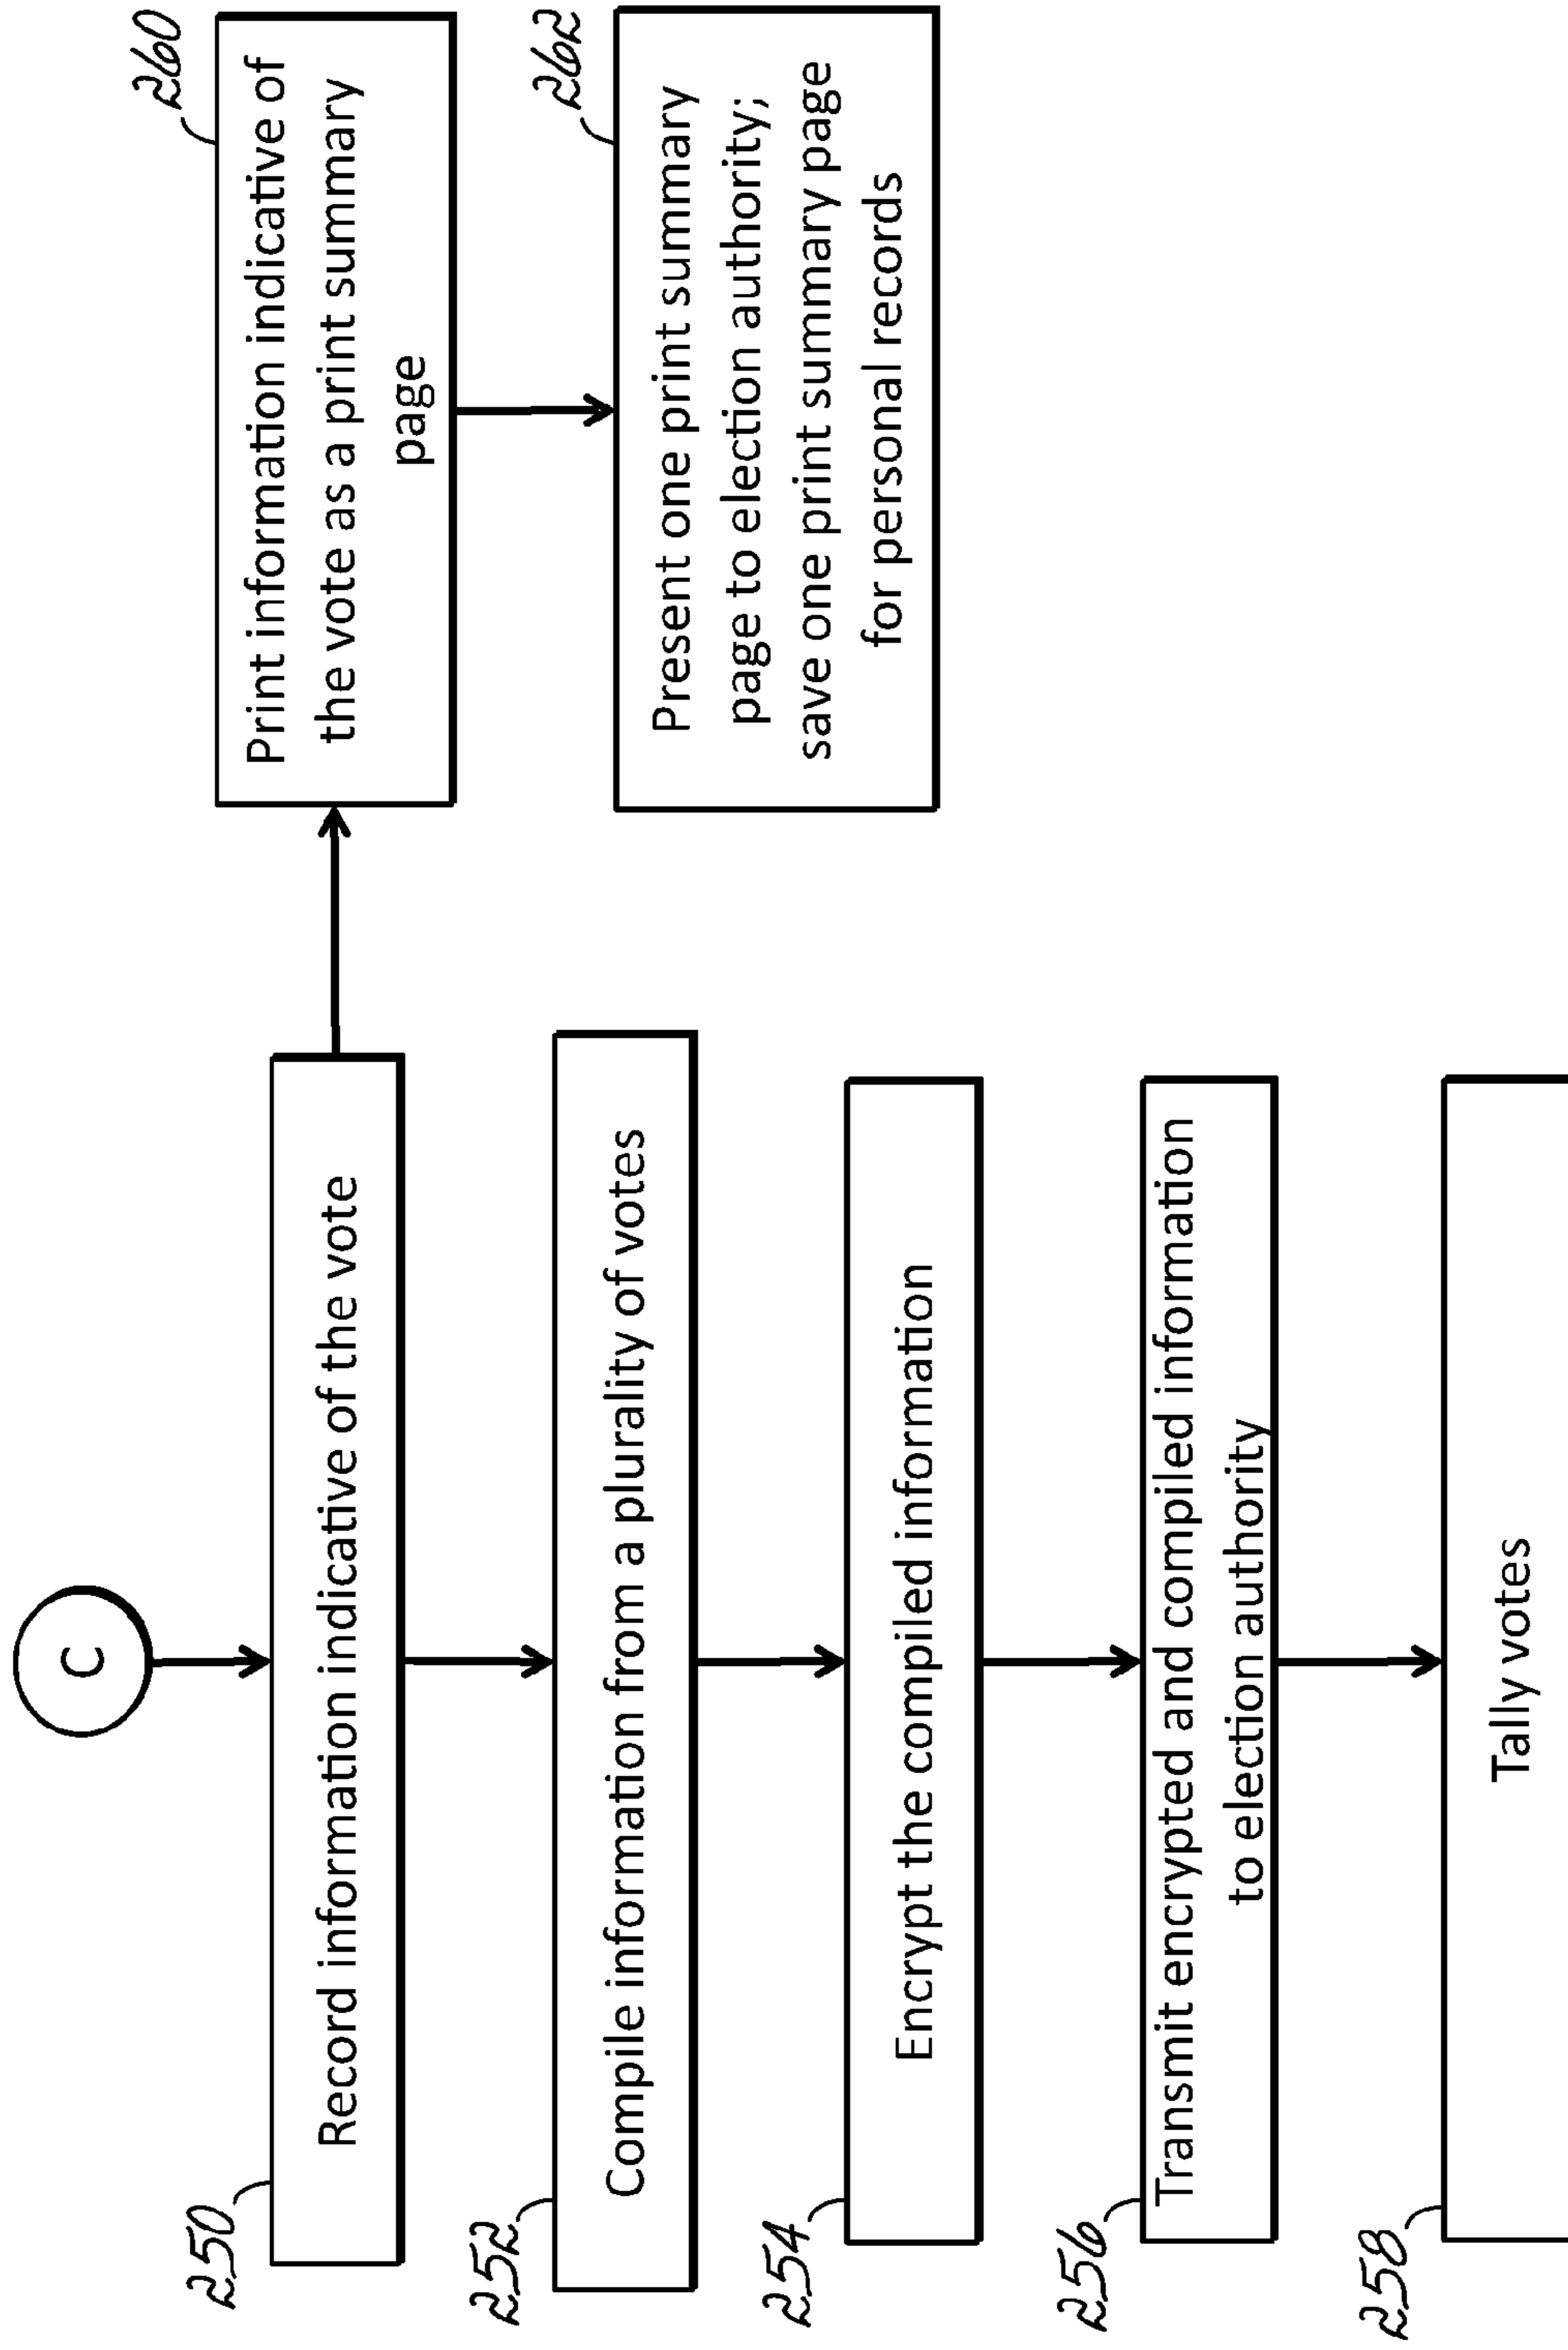 C
250
Record information indicative of the vote
252
Compile information from a plurality of votes
254
Encrypt the compiled information
256
Transmit encrypted and compiled information
to election authority
258
Tally votes
260
Print information indicative of
the vote as a print summary
page
262
Present one print summary
page to election authority;
save one print summary page
for personal records